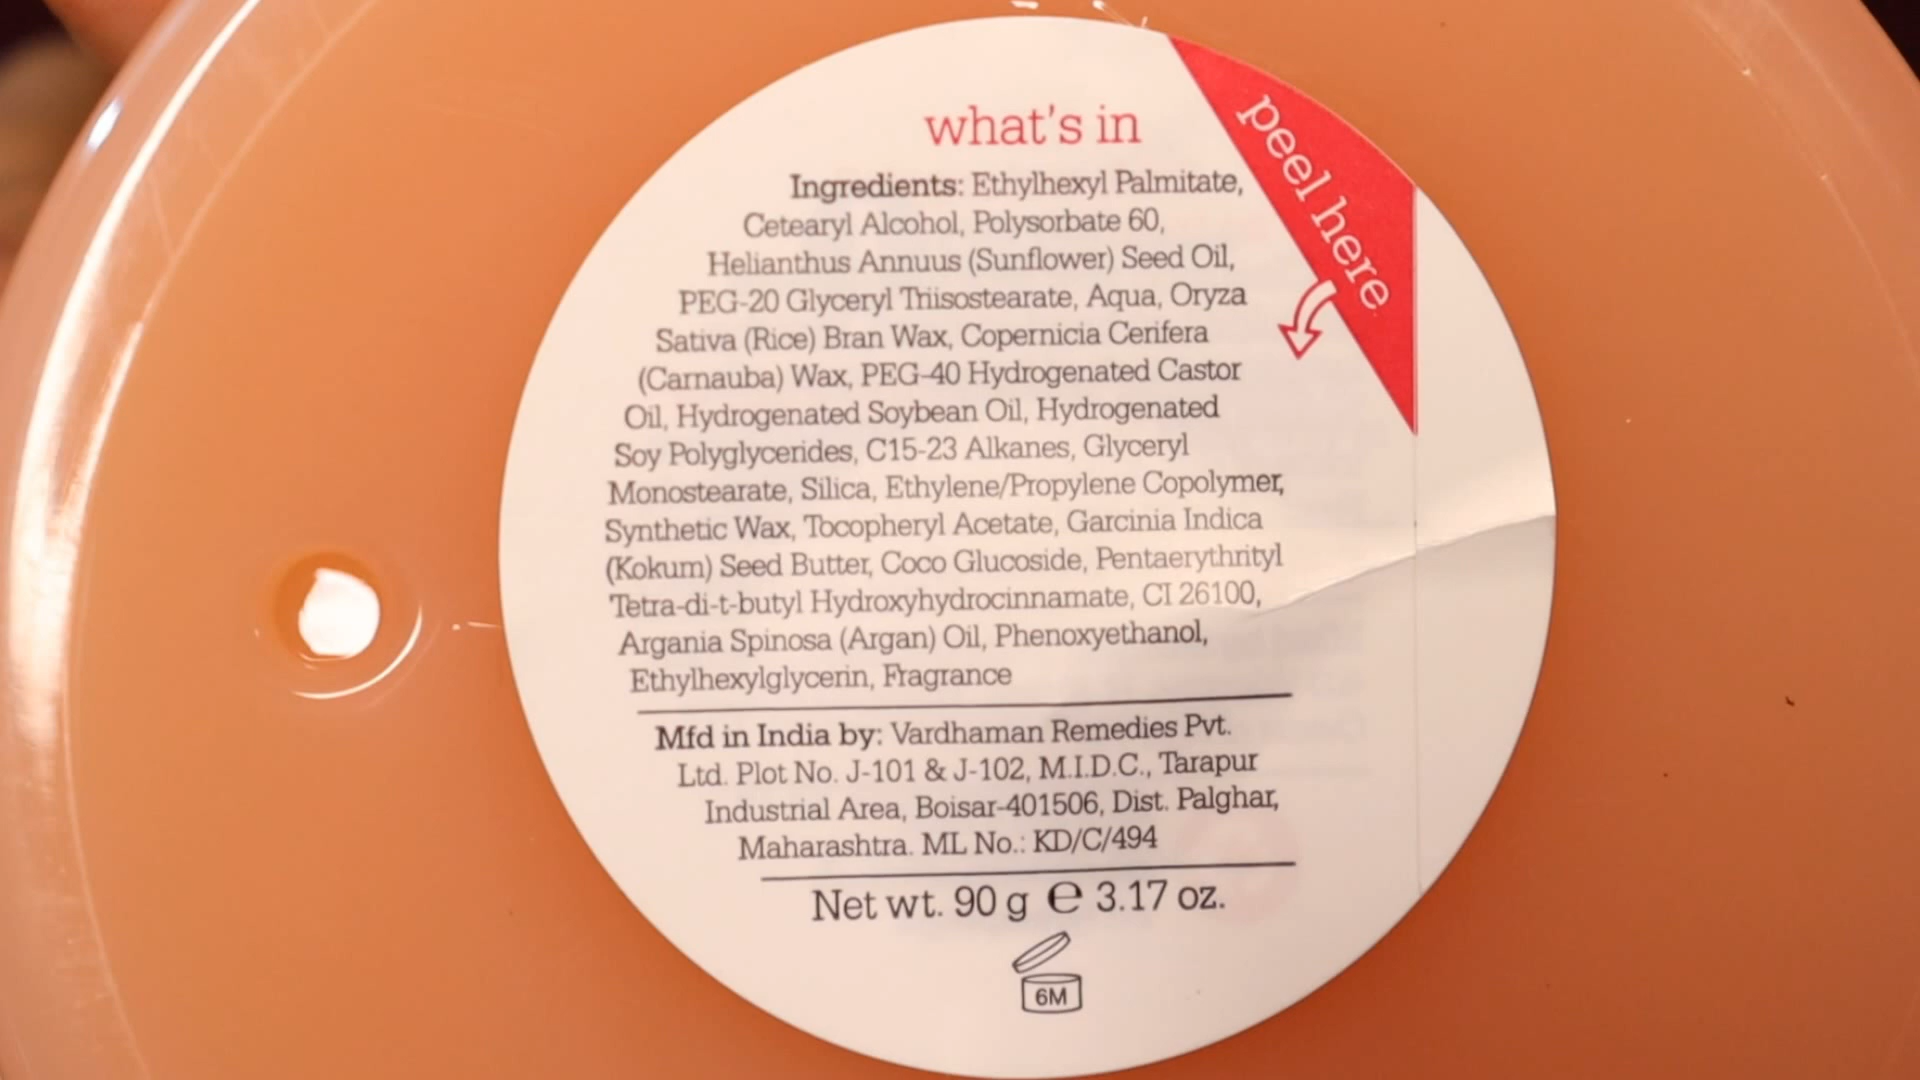 what's in
peel here
Ingredients: Ethylhexyl Palmitate,
Cetearyl Alcohol, Polysorbate 60,
Helianthus Annuus (Sunflower) Seed Oil,
PEG-20 Glyceryl Triisostearate, Aqua, Oryza
Sativa (Rice) Bran Wax, Copernicia Cerifera
(Carnauba) Wax, PEG-40 Hydrogenated Castor
Oil, Hydrogenated Soybean Oil, Hydrogenated
Soy Polyglycerides, C15-23 Alkanes, Glyceryl
Monostearate, Silica, Ethylene/Propylene Copolymer,
Synthetic Wax, Tocopheryl Acetate, Garcinia Indica
(Kokum) Seed Butter, Coco Glucoside, Pentaerythrityl
Tetra-di-t-butyl Hydroxyhydrocinnamate, CI 26100,
Argania Spinosa (Argan) Oil, Phenoxyethanol,
Ethylhexylglycerin, Fragrance
Mfd in India by: Vardhaman Remedies Pvt.
Ltd. Plot No. J-101 & J-102, M.I.D.C., Tarapur
Industrial Area, Boisar-401506, Dist. Palghar,
Maharashtra. ML No.: KD/C/494
Net wt. 90 g ℮ 3.17 oz.
6M